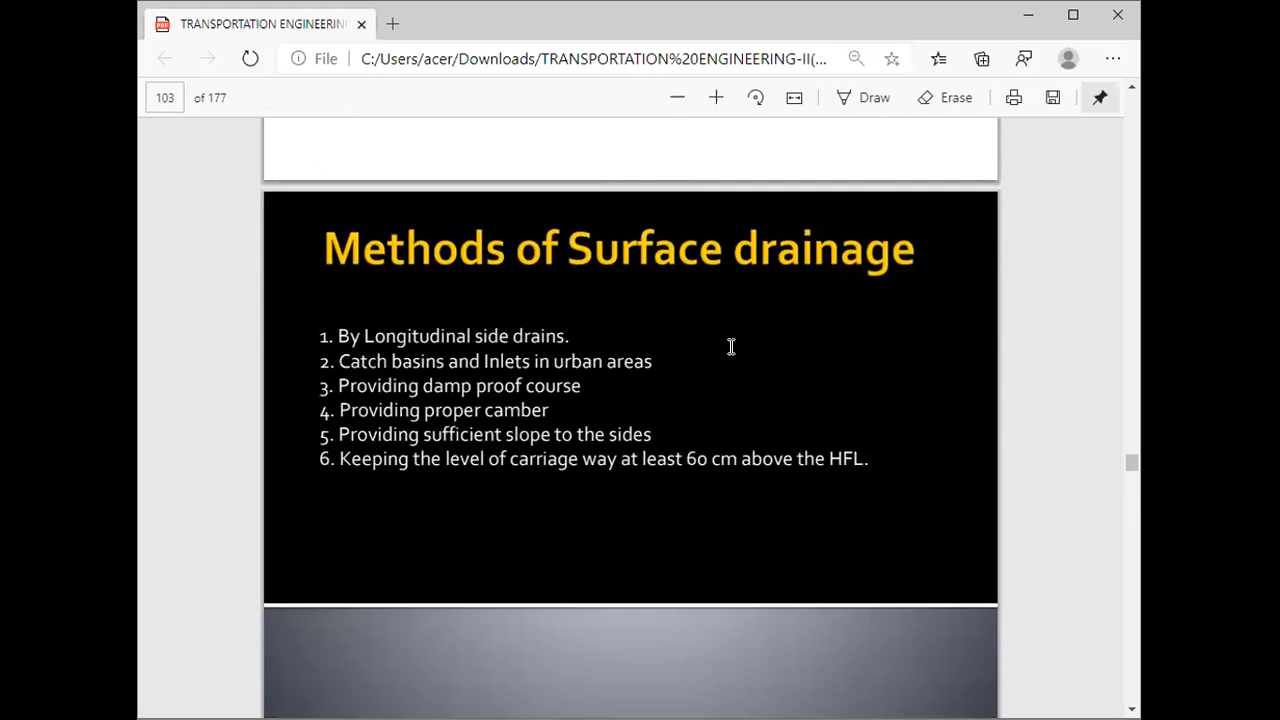 TRANSPORTATION ENGINEERIN
File
C:/Users/acer/Downloads/TRANSPORTATION%20ENGINEERING-II(...
103 of 177
Draw
Erase
Methods of Surface drainage
1. By Longitudinal side drains.
2. Catch basins and Inlets in urban areas
3. Providing damp proof course
4. Providing proper camber
5. Providing sufficient slope to the sides
6. Keeping the level of carriage way at least 60 cm above the HFL.